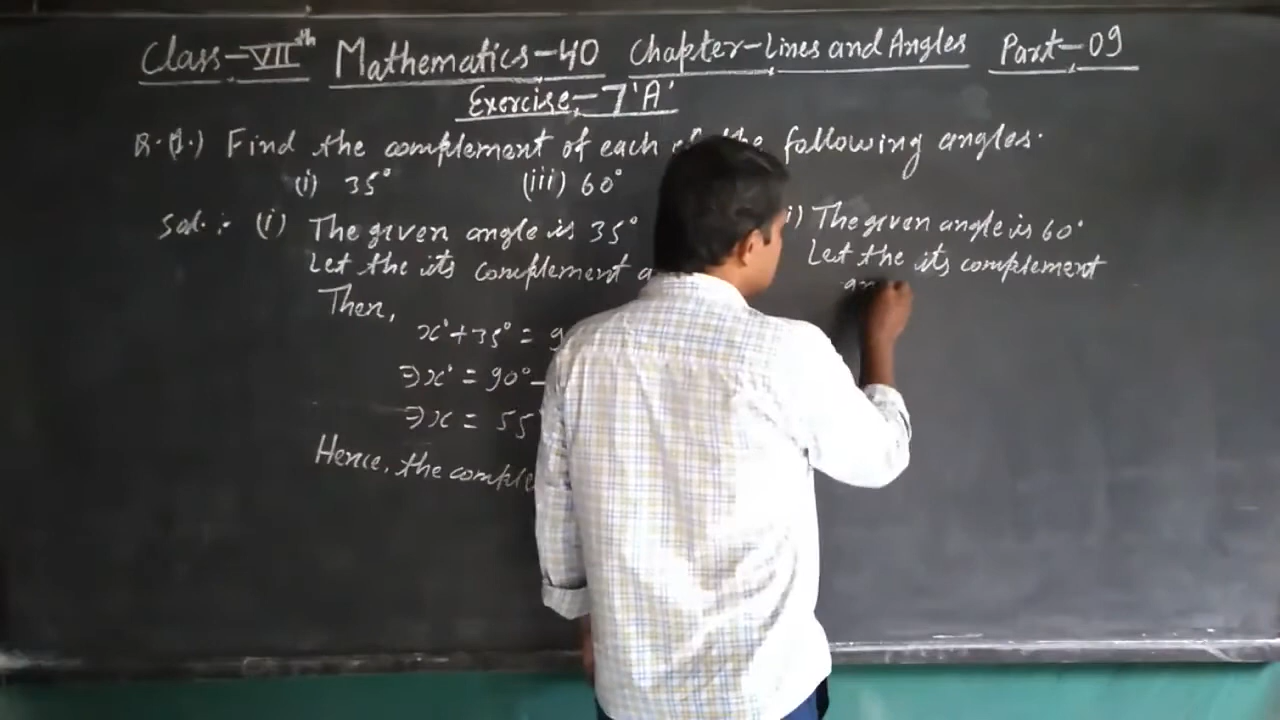 Class-VIIth Mathematics-40 Chapter-Lines and Angles Part-09
Exercise:-7'A'
Q.(1.) Find the complement of each of the following angles.
(i) 35° (iii) 60°
Sol.:- (i) The given angle is 35°
Let the its complement
Then,
x°+35° = 9
⇒x° = 90°-
⇒x = 55
Hence, the comple
i) The given angle is 60°
Let the its complement
an